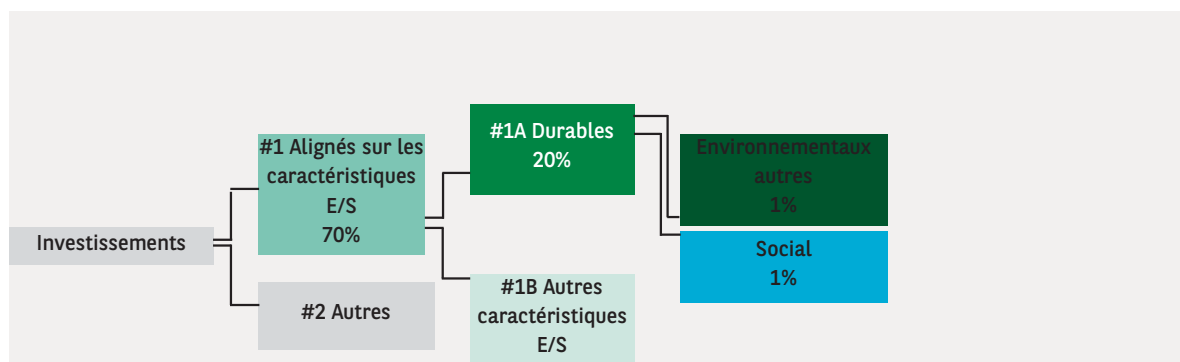 Investissements
#1 Alignés sur les
caractéristiques
E/S
70%
#2 Autres
#1A Durables
20%
#1B Autres
caractéristiques
E/S
Environnementaux
autres
1%
Social
1%